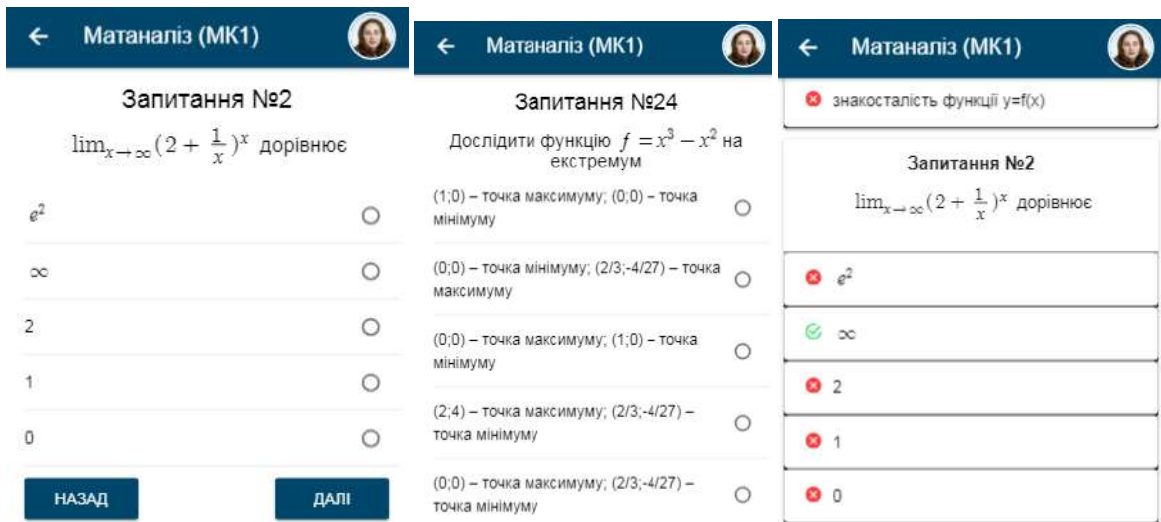 Матаналіз (МК1)
Запитання №2
lim_{x→∞}(2 + 1/x)^x дорівнює
e²
∞
2
1
0
НАЗАД
ДАЛІ
Матаналіз (МК1)
Запитання №24
Дослідити функцію f = x³ − x² на
екстремум
(1;0) – точка максимуму; (0;0) – точка
мінімуму
(0;0) – точка мінімуму; (2/3;-4/27) – точка
максимуму
(0;0) – точка максимуму; (1;0) – точка
мінімуму
(2;4) – точка максимуму; (2/3;-4/27) –
точка мінімуму
(0;0) – точка максимуму; (2/3;-4/27) –
точка мінімуму
Матаналіз (МК1)
знакосталість функції y=f(x)
Запитання №2
lim_{x→∞}(2 + 1/x)^x дорівнює
e²
∞
2
1
0